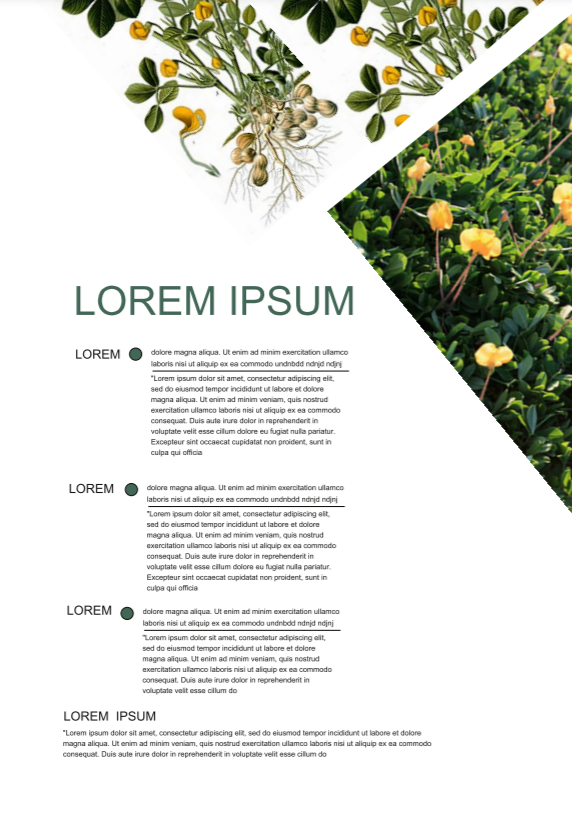 LOREM IPSUM
LOREM
dolore magna aliqua. Ut enim ad minim exercitation ullamco
laboris nisi ut aliquip ex ea commodo undnbdd ndnjd ndjnj
"Lorem ipsum dolor sit amet, consectetur adipiscing elit,
sed do eiusmod tempor incididunt ut labore et dolore
magna aliqua. Ut enim ad minim veniam, quis nostrud
exercitation ullamco laboris nisi ut aliquip ex ea commodo
consequat. Duis aute irure dolor in reprehenderit in
voluptate velit esse cillum dolore eu fugiat nulla pariatur.
Excepteur sint occaecat cupidatat non proident, sunt in
culpa qui officia
LOREM
dolore magna aliqua. Ut enim ad minim exercitation ullamco
laboris nisi ut aliquip ex ea commodo undnbdd ndnjd ndjnj
"Lorem ipsum dolor sit amet, consectetur adipiscing elit,
sed do eiusmod tempor incididunt ut labore et dolore
magna aliqua. Ut enim ad minim veniam, quis nostrud
exercitation ullamco laboris nisi ut aliquip ex ea commodo
consequat. Duis aute irure dolor in reprehenderit in
voluptate velit esse cillum dolore eu fugiat nulla pariatur.
Excepteur sint occaecat cupidatat non proident, sunt in
culpa qui officia
LOREM
dolore magna aliqua. Ut enim ad minim exercitation ullamco
laboris nisi ut aliquip ex ea commodo undnbdd ndnjd ndjnj
"Lorem ipsum dolor sit amet, consectetur adipiscing elit,
sed do eiusmod tempor incididunt ut labore et dolore
magna aliqua. Ut enim ad minim veniam, quis nostrud
exercitation ullamco laboris nisi ut aliquip ex ea commodo
consequat. Duis aute irure dolor in reprehenderit in
voluptate velit esse cillum do
LOREM IPSUM
"Lorem ipsum dolor sit amet, consectetur adipiscing elit, sed do eiusmod tempor incididunt ut labore et dolore
magna aliqua. Ut enim ad minim veniam, quis nostrud exercitation ullamco laboris nisi ut aliquip ex ea commodo
consequat. Duis aute irure dolor in reprehenderit in voluptate velit esse cillum do